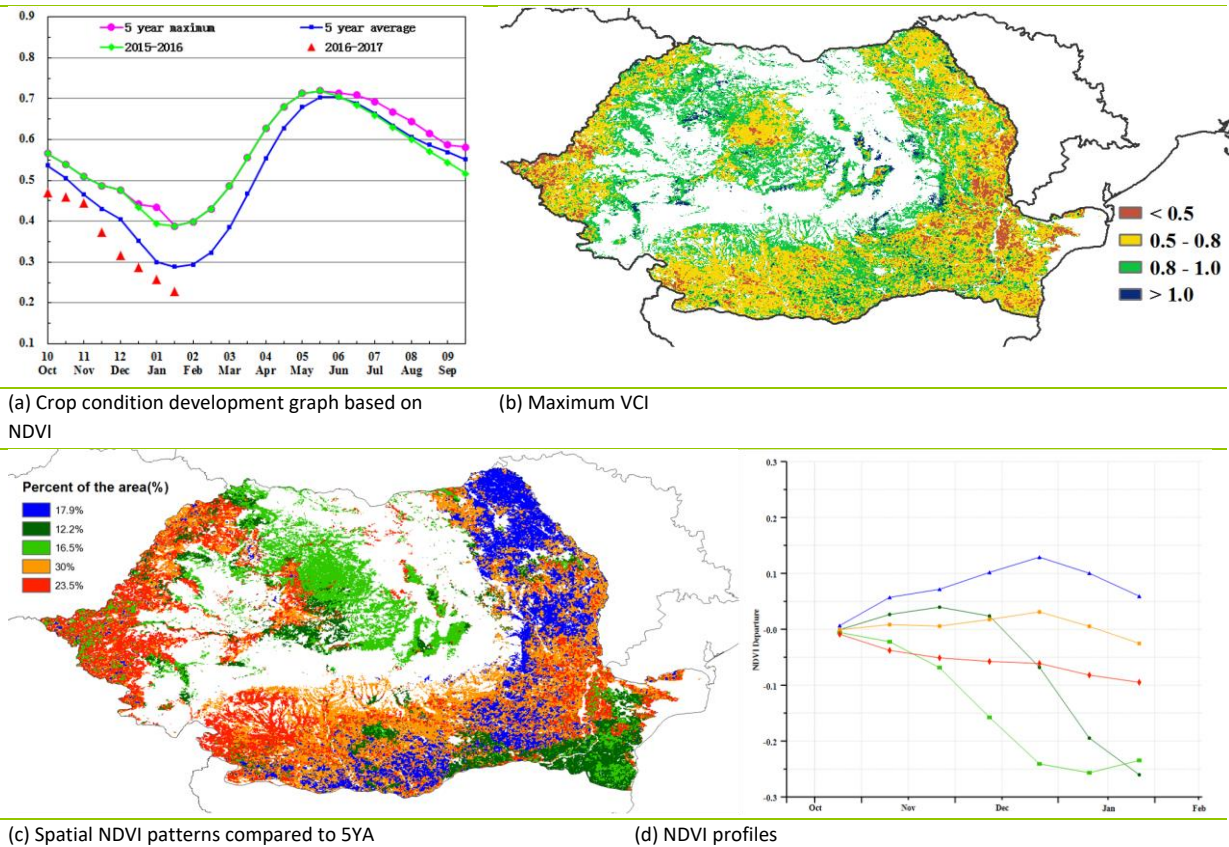 0.9
0.8
0.7
0.6
0.5
0.4
0.3
0.2
0.1
5 year maximum
5 year average
2015-2016
2016-2017
10 11 12 01 02 03 04 05 06 07 08 09
Oct Nov Dec Jan Feb Mar Apr May Jun Jul Aug Sep
< 0.5
0.5 - 0.8
0.8 - 1.0
> 1.0
(a) Crop condition development graph based on
NDVI
(b) Maximum VCI
Percent of the area(%)
17.9%
12.2%
16.5%
30%
23.5%
0.3
0.2
0.1
-0.0
-0.1
-0.2
-0.3
NDVI Departure
Oct Nov Dec Jan Feb
(c) Spatial NDVI patterns compared to 5YA
(d) NDVI profiles